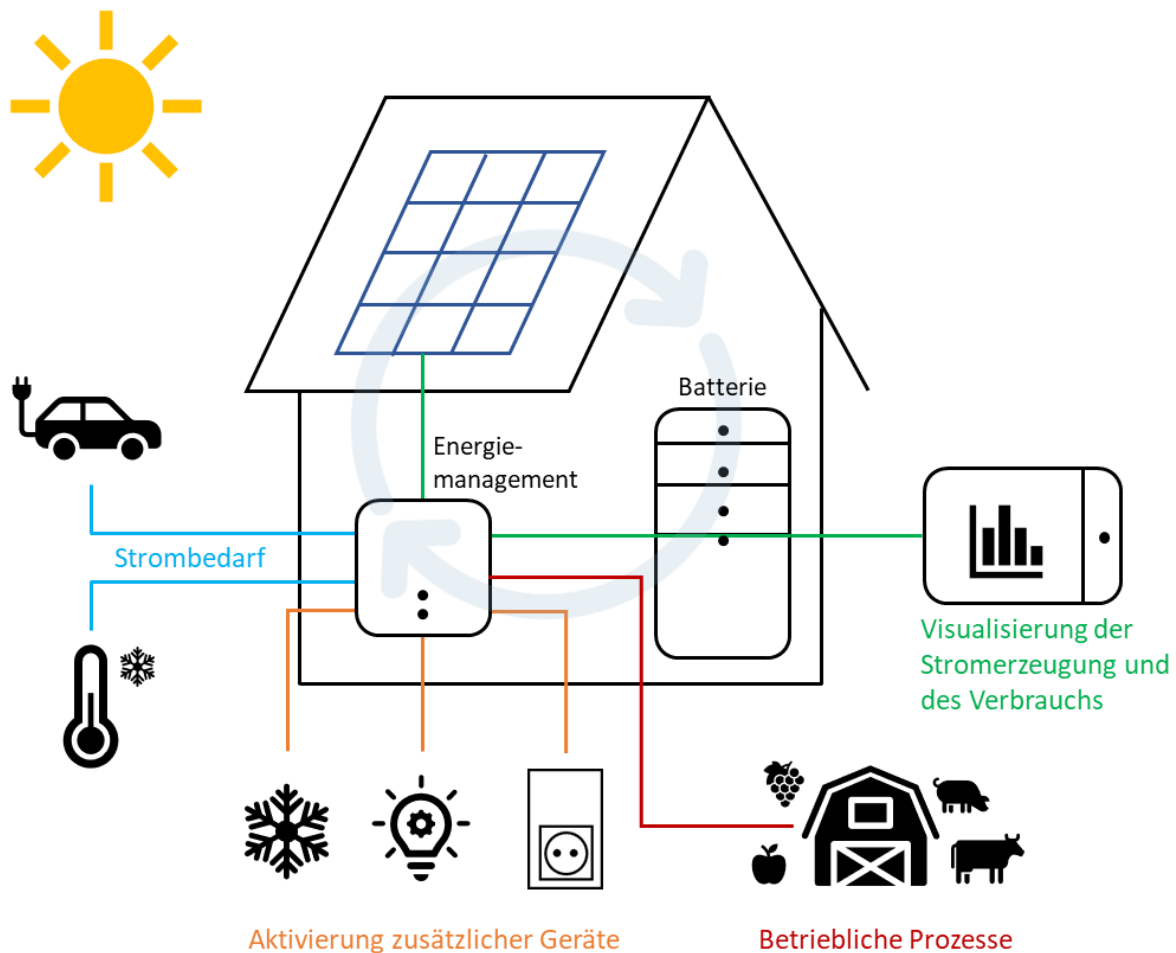 Batterie
Energie-
management
Strombedarf
Visualisierung der
Stromerzeugung und
des Verbrauchs
Aktivierung zusätzlicher Geräte
Betriebliche Prozesse